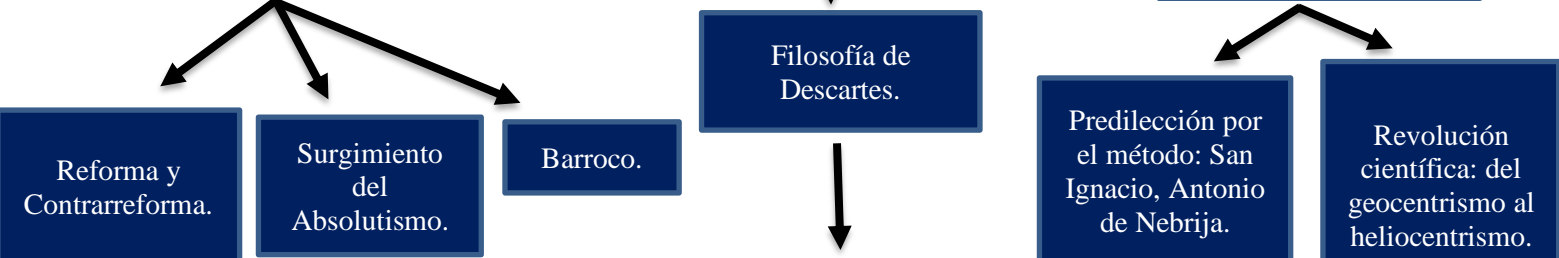 Reforma y
Contrarreforma.
Surgimiento
del
Absolutismo.
Barroco.
Filosofía de
Descartes.
Predilección por
el método: San
Ignacio, Antonio
de Nebrija.
Revolución
científica: del
geocentrismo al
heliocentrismo.